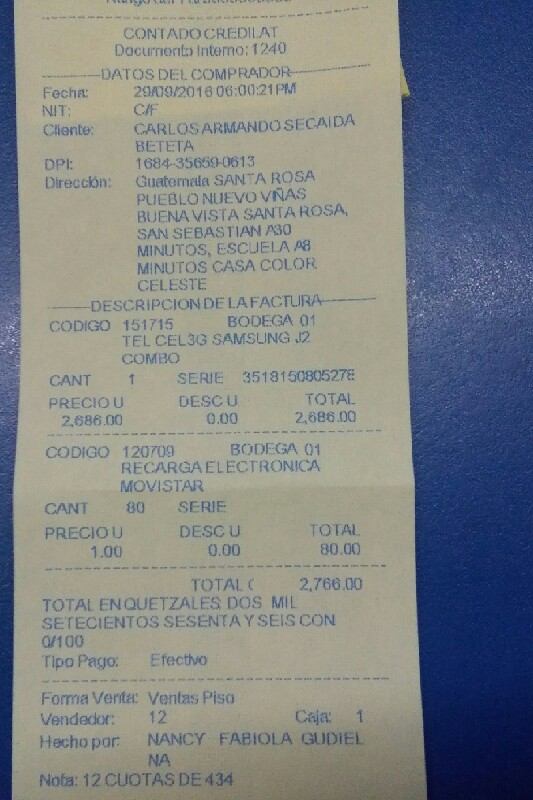 CONTADO CREDILAT
Documento Interno: 1240
DATOS DEL COMPRADOR
Fecha: 29/09/2016 06:00:21PM
NIT: C/F
Cliente: CARLOS ARMANDO SECAIDA
BETETA
DPI: 1684-35659-0613
Dirección: Guatemala SANTA ROSA
PUEBLO NUEVO VIÑAS
BUENA VISTA SANTA ROSA,
SAN SEBASTIAN A30
MINUTOS, ESCUELA A8
MINUTOS CASA COLOR
CELESTE
DESCRIPCION DE LA FACTURA
CODIGO 151715 BODEGA 01
TEL CEL3G SAMSUNG J2
COMBO
CANT 1 SERIE 351815080527
PRECIO U DESC U TOTAL
2,686.00 0.00 2,686.00
CODIGO 120709 BODEGA 01
RECARGA ELECTRONICA
MOVISTAR
CANT 80 SERIE
PRECIO U DESC U TOTAL
1.00 0.00 80.00
TOTAL ( 2,766.00
TOTAL EN QUETZALES DOS MIL
SETECIENTOS SESENTA Y SEIS CON
0/100
Tipo Pago: Efectivo
Forma Venta: Ventas Piso
Vendedor: 12 Caja: 1
Hecho por: NANCY FABIOLA GUDIEL
NA
Nota: 12 CUOTAS DE 434